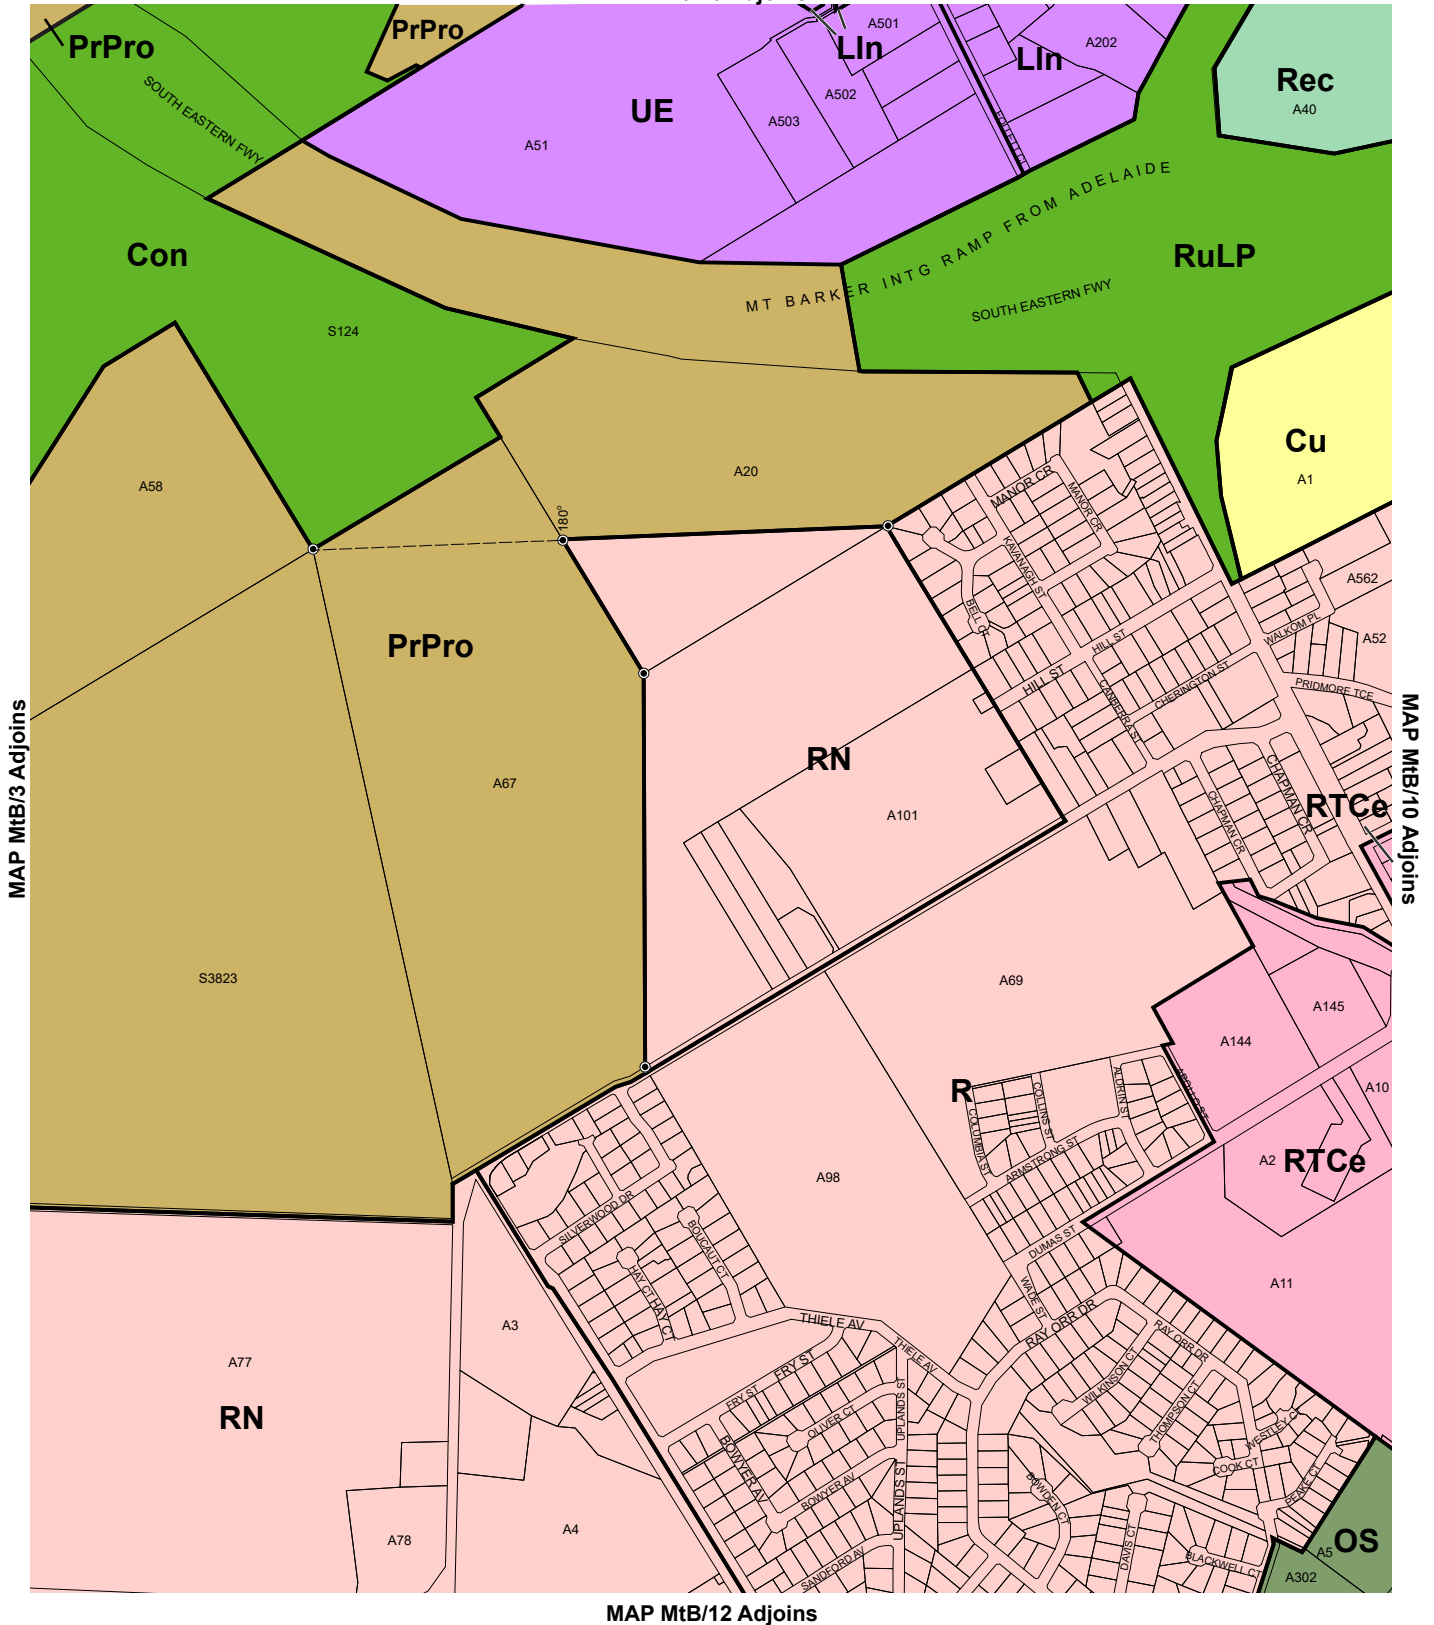 PrPro
PrPro
A501
LIn
LIn
A202
Rec
A40
SOUTH EASTERN FWY
UE
A502
A503
A51
MT BARKER INTG RAMP FROM ADELAIDE
Con
RuLP
SOUTH EASTERN FWY
S124
Cu
A1
A58
A20
MANOR CR
MANOR CR
180°
KAVANAGH ST
BELL CT
A562
WALKOM PL
A52
HILL ST
HILL ST
PrPro
CANBERRA ST
CHERINGTON ST
PRIDMORE TCE
MAP MtB/3 Adjoins
MAP MtB/10 Adjoins
RN
A67
A101
CHAPMAN CR
CHAPMAN CR
RTCe
S3823
A69
A145
A144
R
COLUMBIA ST
COLLINS ST
ALDRIN ST
APOLLO ST
A10
ARMSTRONG ST
A2
RTCe
A98
SILVERWOOD DR
BOUCAUT CT
DUMAS ST
HAY CT
HAY CT
WADE ST
A11
A3
THIELE AV
THIELE AV
RAY ORR DR
RAY ORR DR
A77
RN
FRY ST
FRY ST
WILKINSON CT
THOMPSON CT
UPLANDS ST
OLIVER CT
WESTLEY CT
BOWYER AV
COOK CT
BOWYER AV
UPLANDS ST
BOWDEN CT
PEAKE CT
A78
A4
DAVIS CT
OS
A5
SANDFORD AV
BLACKWELL CT
A302
MAP MtB/12 Adjoins